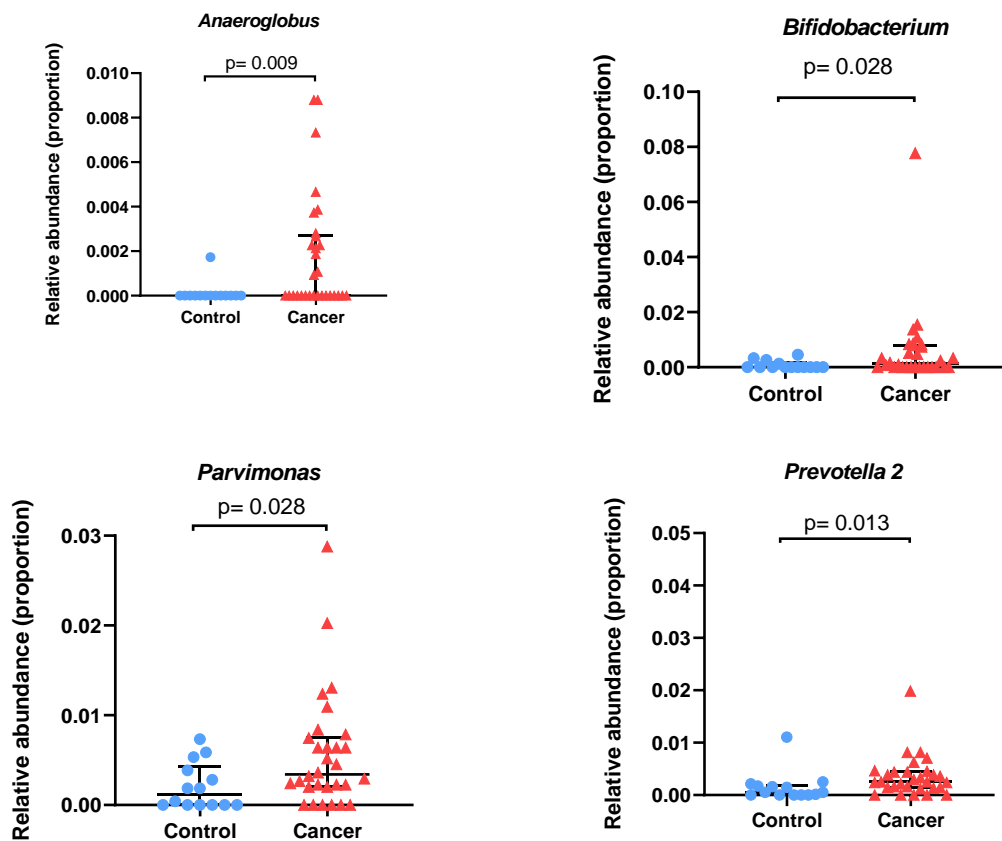 Anaeroglobus
p= 0.009
Relative abundance (proportion)
0.010
0.008
0.006
0.004
0.002
0.000
Control
Cancer
Bifidobacterium
p= 0.028
Relative abundance (proportion)
0.10
0.08
0.06
0.04
0.02
0.00
Control
Cancer
Parvimonas
p= 0.028
Relative abundance (proportion)
0.03
0.02
0.01
0.00
Control
Cancer
Prevotella 2
p= 0.013
Relative abundance (proportion)
0.05
0.04
0.03
0.02
0.01
0.00
Control
Cancer